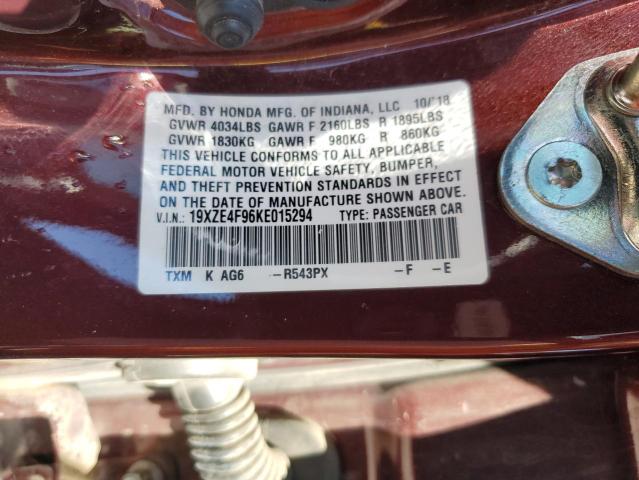 MFD. BY HONDA MFG. OF INDIANA, LLC 10/18
GVWR 4034LBS GAWR F 2160LBS R 1895LBS
GVWR 1830KG GAWR F 980KG R 860KG
THIS VEHICLE CONFORMS TO ALL APPLICABLE
FEDERAL MOTOR VEHICLE SAFETY, BUMPER,
AND THEFT PREVENTION STANDARDS IN EFFECT
ON THE DATE OF MANUFACTURE SHOWN ABOVE.
V.I.N.: 19XZE4F96KE015294 TYPE: PASSENGER CAR
TXM K AG6 -R543PX -F -E